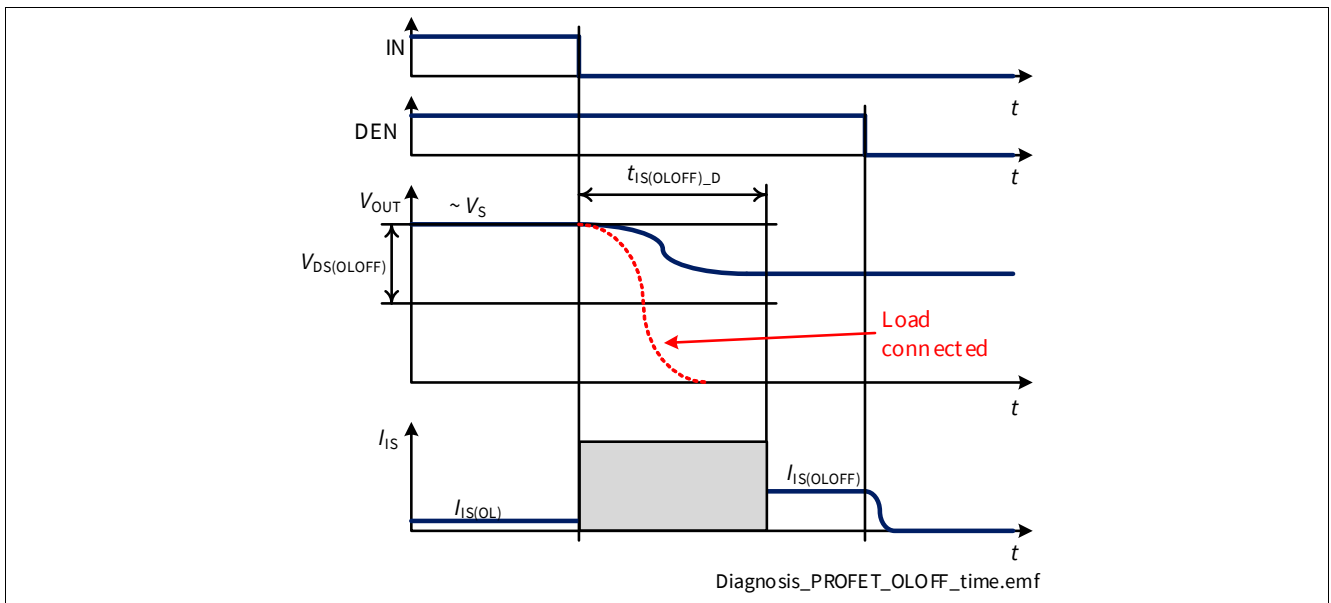 IN
t
DEN
t
tIS(OLOFF)_D
VOUT
~ VS
VDS(OLOFF)
Load
connected
t
IIS
IIS(OL)
IIS(OLOFF)
t
Diagnosis_PROFET_OLOFF_time.emf